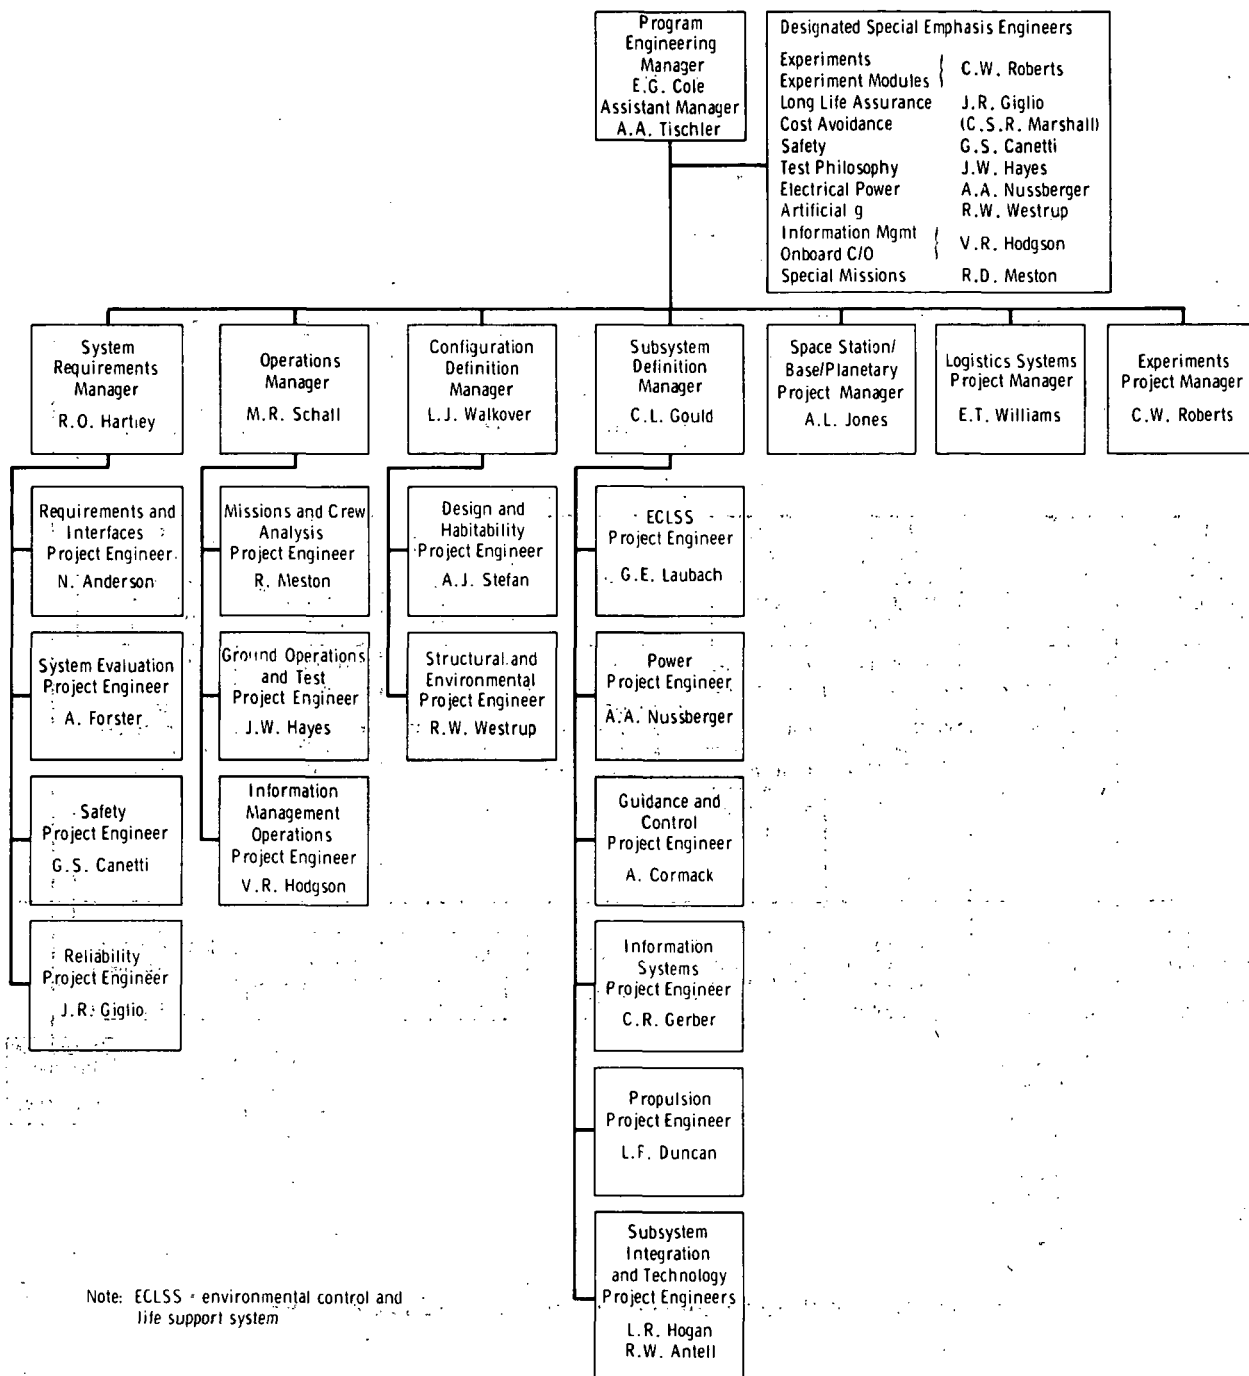 Program
Engineering
Manager
E.G. Cole
Assistant Manager
A.A. Tischler
Designated Special Emphasis Engineers
Experiments
Experiment Modules
C.W. Roberts
Long Life Assurance J.R. Giglio
Cost Avoidance (C.S.R. Marshall)
Safety G.S. Canetti
Test Philosophy J.W. Hayes
Electrical Power A.A. Nussberger
Artificial g R.W. Westrup
Information Mgmt
Onboard C/O
V.R. Hodgson
Special Missions R.D. Meston
System
Requirements
Manager
R.O. Hartley
Operations
Manager
M.R. Schall
Configuration
Definition
Manager
L.J. Walkover
Subsystem
Definition
Manager
C.L. Gould
Space Station/
Base/Planetary
Project Manager
A.L. Jones
Logistics Systems
Project Manager
E.T. Williams
Experiments
Project Manager
C.W. Roberts
Requirements and
Interfaces
Project Engineer
N. Anderson
System Evaluation
Project Engineer
A. Forster
Safety
Project Engineer
G.S. Canetti
Reliability
Project Engineer
J.R. Giglio
Missions and Crew
Analysis
Project Engineer
R. Meston
Ground Operations
and Test
Project Engineer
J.W. Hayes
Information
Management
Operations
Project Engineer
V.R. Hodgson
Design and
Habitability
Project Engineer
A.J. Stefan
Structural and
Environmental
Project Engineer
R.W. Westrup
ECLSS
Project Engineer
G.E. Laubach
Power
Project Engineer
A.A. Nussberger
Guidance and
Control
Project Engineer
A. Cormack
Information
Systems
Project Engineer
C.R. Gerber
Propulsion
Project Engineer
L.F. Duncan
Subsystem
Integration
and Technology
Project Engineers
L.R. Hogan
R.W. Antell
Note: ECLSS = environmental control and
life support system